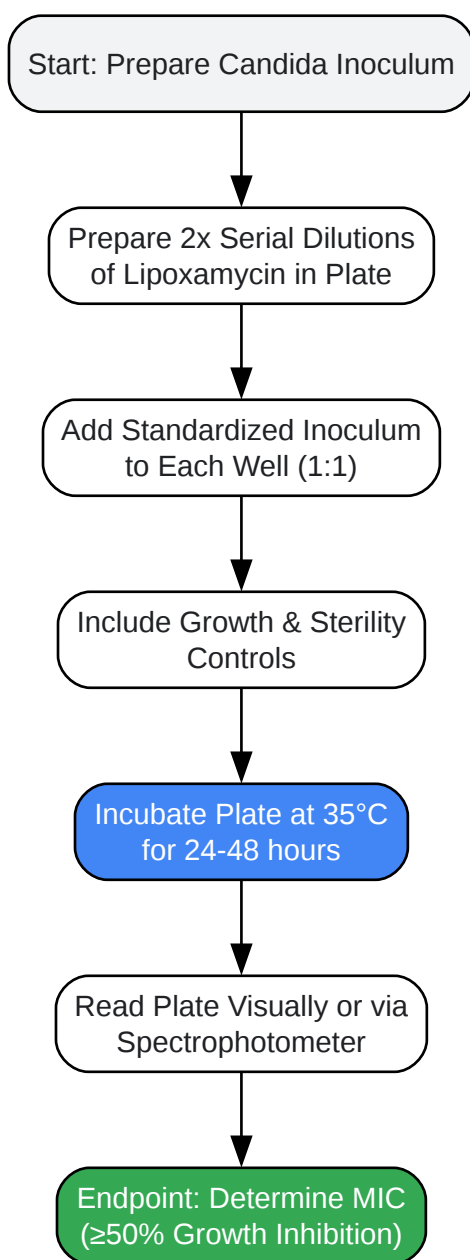 Start: Prepare Candida Inoculum
Prepare 2x Serial Dilutions
of Lipoxamycin in Plate
Add Standardized Inoculum
to Each Well (1:1)
Include Growth & Sterility
Controls
Incubate Plate at 35°C
for 24-48 hours
Read Plate Visually or via
Spectrophotometer
Endpoint: Determine MIC
(≥50% Growth Inhibition)